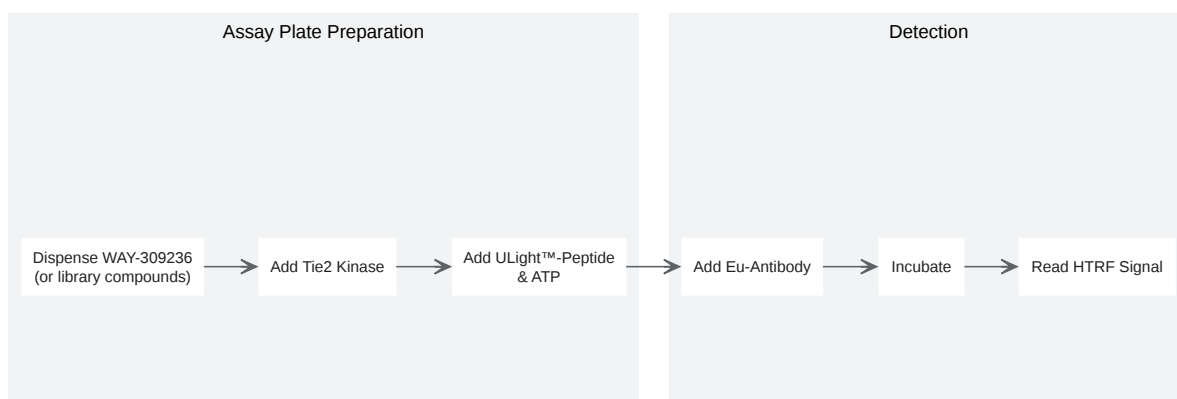 Assay Plate Preparation
Detection
Dispense WAY-309236
(or library compounds)
Add Tie2 Kinase
Add ULight™-Peptide
& ATP
Add Eu-Antibody
Incubate
Read HTRF Signal